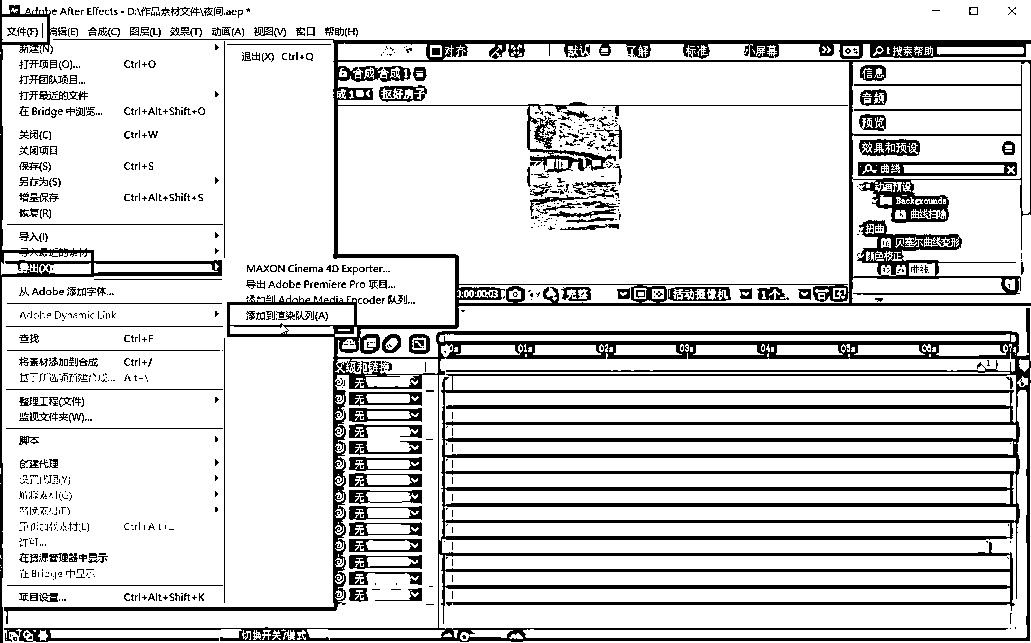 Adobe After Effects - D:\作品素材文件\夜间.aep *
文件(F) 编辑(E) 合成(C) 图层(L) 效果(T) 动画(A) 视图(V) 窗口 帮助(H)
新建(N)
打开项目(O)... Ctrl+O
打开团队项目...
打开最近的文件
在 Bridge 中浏览... Ctrl+Alt+Shift+O
关闭(C) Ctrl+W
关闭项目
保存(S) Ctrl+S
另存为(S)
增量保存 Ctrl+Alt+Shift+S
恢复(R)
导入(I)
导入最近的素材
导出(X)
从 Adobe 添加字体...
Adobe Dynamic Link
查找 Ctrl+F
将素材添加到合成 Ctrl+/
基于所选项新建合成... Alt+\
整理工程(文件)
监视文件夹(W)...
脚本
创建代理
设置代理(Y)
解释素材(G)
替换素材(E)
重新加载素材(L) Ctrl+Alt+L
许可...
在资源管理器中显示
在 Bridge 中显示
项目设置... Ctrl+Alt+Shift+K
退出(X) Ctrl+Q
MAXON Cinema 4D Exporter...
导出 Adobe Premiere Pro 项目...
添加到 Adobe Media Encoder 队列...
添加到渲染队列(A)
对齐 默认 了解 标准 小屏幕 搜索帮助
合成 合成 1
成 1 抠好房子
0:00:00:03 完整 活动摄像机 1个...
信息
音频
预览
效果和预设
曲线
动画预设
Backgrounds
曲线扫除
扭曲
贝塞尔曲线变形
颜色校正
曲线
01s 02s 03s 04s 05s 06s
父级和链接
无
无
无
无
无
无
无
无
无
无
无
无
无
无
切换开关/模式